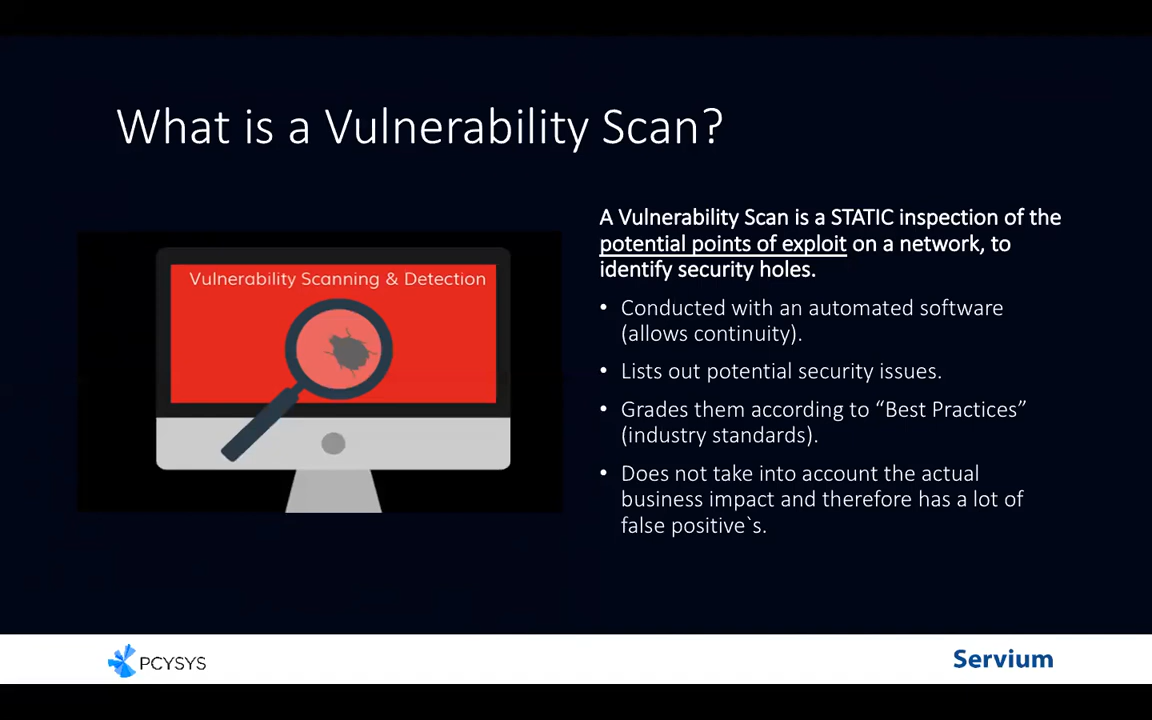 What is a Vulnerability Scan?
Vulnerability Scanning & Detection
A Vulnerability Scan is a STATIC inspection of the
potential points of exploit on a network, to
identify security holes.
• Conducted with an automated software
(allows continuity).
• Lists out potential security issues.
• Grades them according to “Best Practices”
(industry standards).
• Does not take into account the actual
business impact and therefore has a lot of
false positive`s.
PCYSYS
Servium